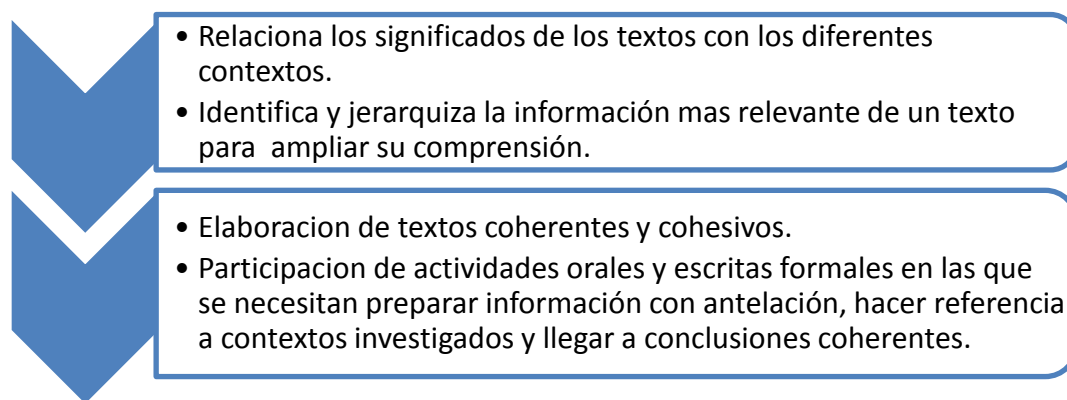 • Relaciona los significados de los textos con los diferentes
contextos.
• Identifica y jerarquiza la información mas relevante de un texto
para ampliar su comprensión.
• Elaboracion de textos coherentes y cohesivos.
• Participacion de actividades orales y escritas formales en las que
se necesitan preparar información con antelación, hacer referencia
a contextos investigados y llegar a conclusiones coherentes.